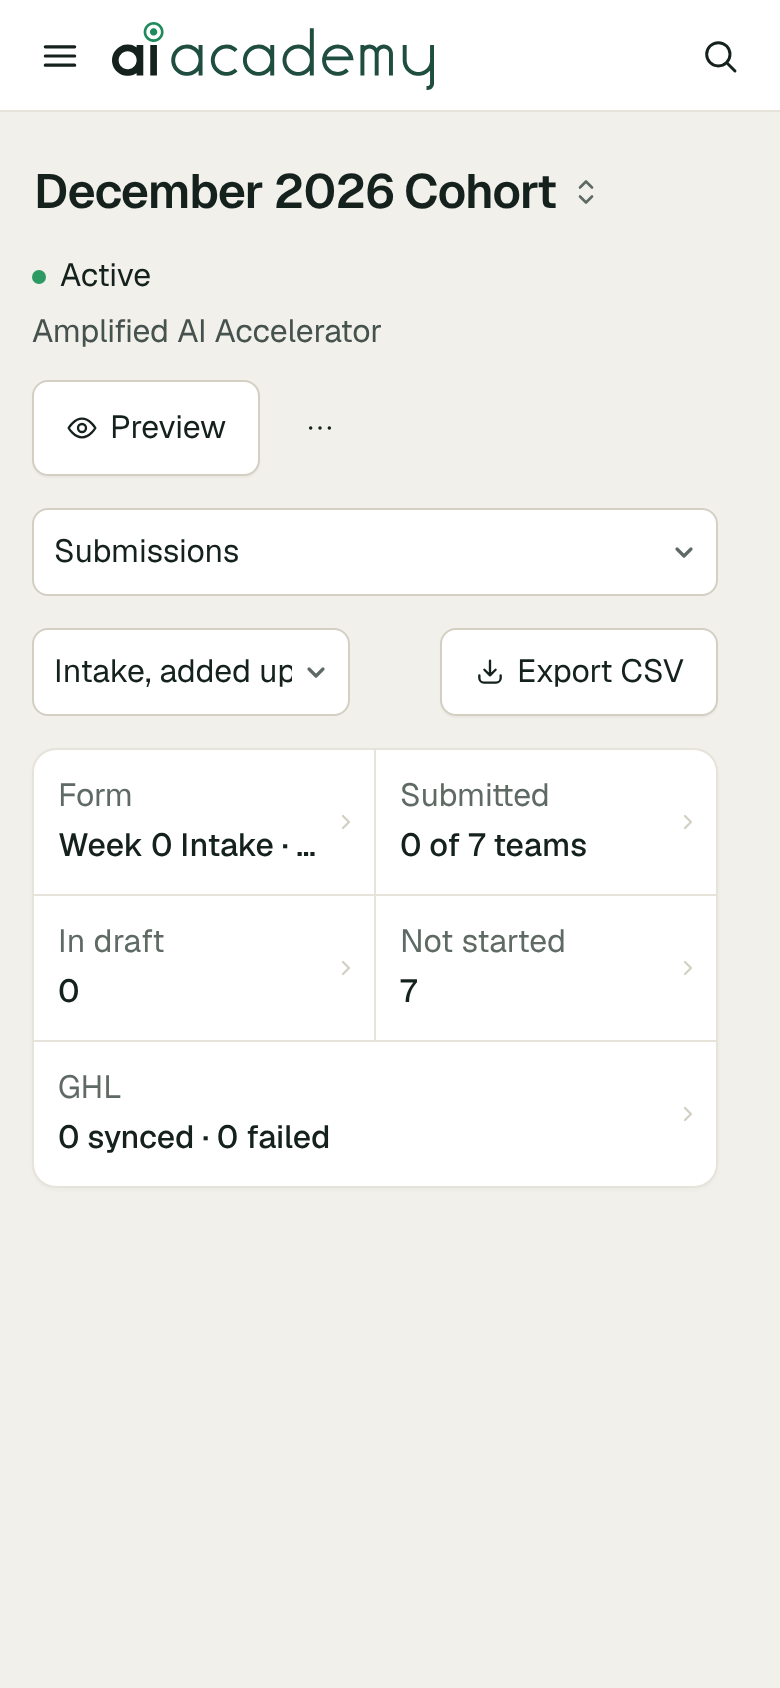 ai academy
December 2026 Cohort
Active
Amplified AI Accelerator
Preview
...
Submissions
Intake, added up
Export CSV
Form
Week 0 Intake · ...
Submitted
0 of 7 teams
In draft
0
Not started
7
GHL
0 synced · 0 failed